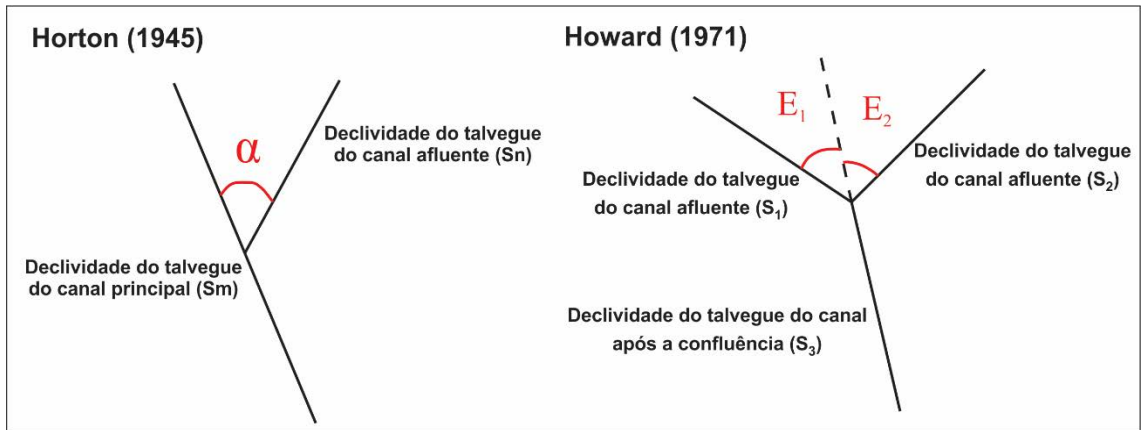 Horton (1945)
α
Declividade do talvegue
do canal afluente (Sn)
Declividade do talvegue
do canal principal (Sm)
Howard (1971)
E₁
E₂
Declividade do talvegue
do canal afluente (S₁)
Declividade do talvegue
do canal afluente (S₂)
Declividade do talvegue do canal
após a confluência (S₃)